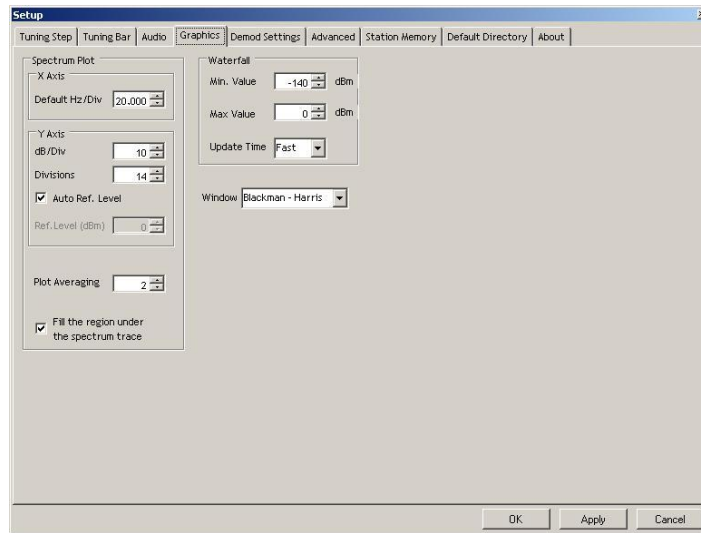 Setup
Tuning Step Tuning Bar Audio Graphics Demod Settings Advanced Station Memory Default Directory About
Spectrum Plot
X Axis
Default Hz/Div 20.000
Y Axis
dB/Div 10
Divisions 14
Auto Ref. Level
Ref.Level (dBm) 0
Plot Averaging 2
Fill the region under
the spectrum trace
Waterfall
Min. Value -140 dBm
Max Value 0 dBm
Update Time Fast
Window Blackman - Harris
OK Apply Cancel